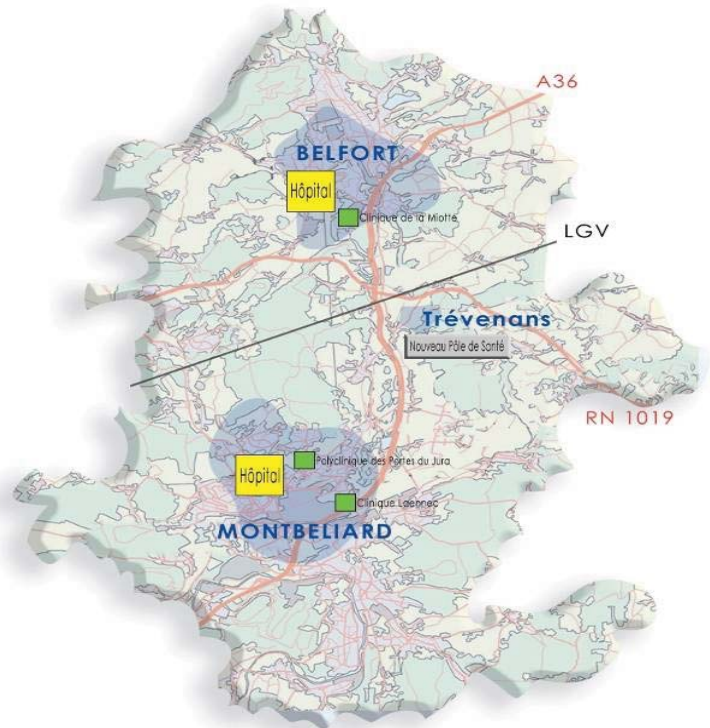 A36
BELFORT
Hôpital
Clinique de la Miotte
LGV
Trévenans
Nouveau Pôle de Santé
RN 1019
Polyclinique des Portes du Jura
Hôpital
Clinique Laennec
MONTBELIARD